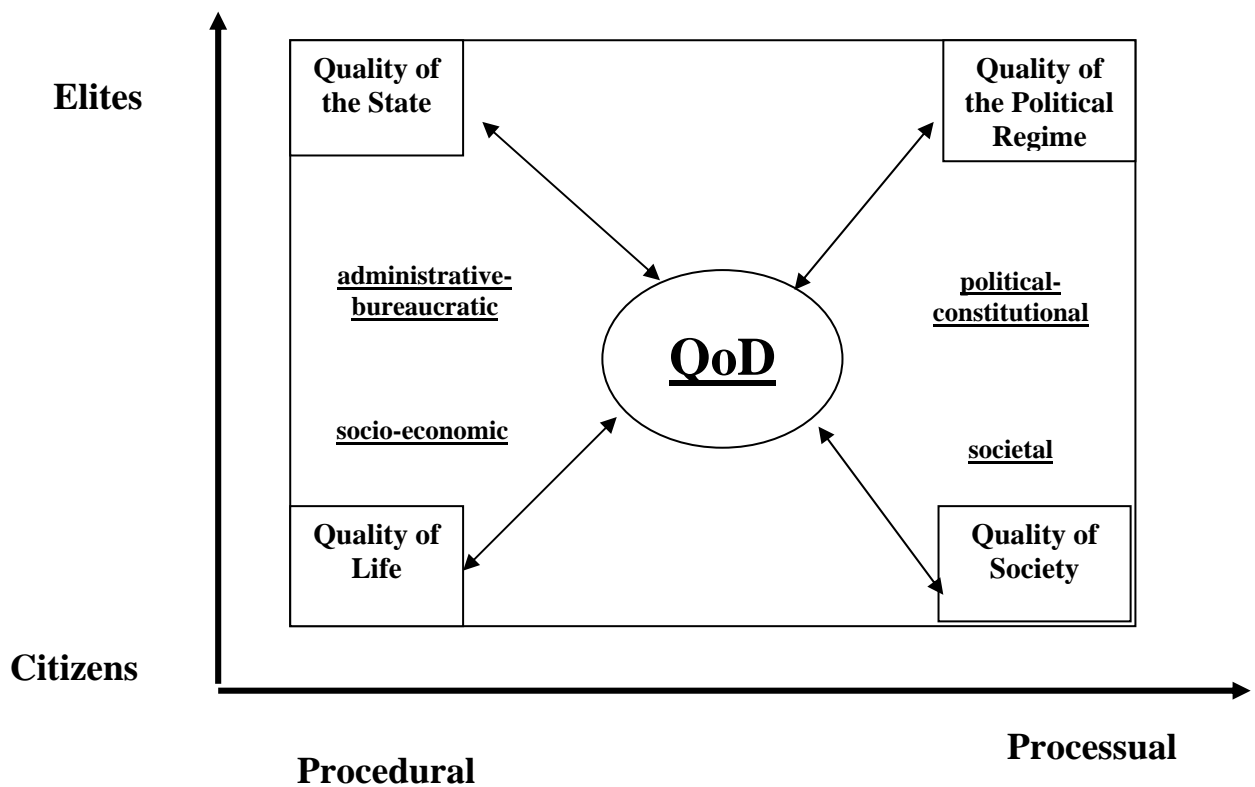 Elites
Quality of
the State
Quality of
the Political
Regime
administrative-
bureaucratic
political-
constitutional
QoD
socio-economic
societal
Quality of
Life
Quality of
Society
Citizens
Procedural
Processual